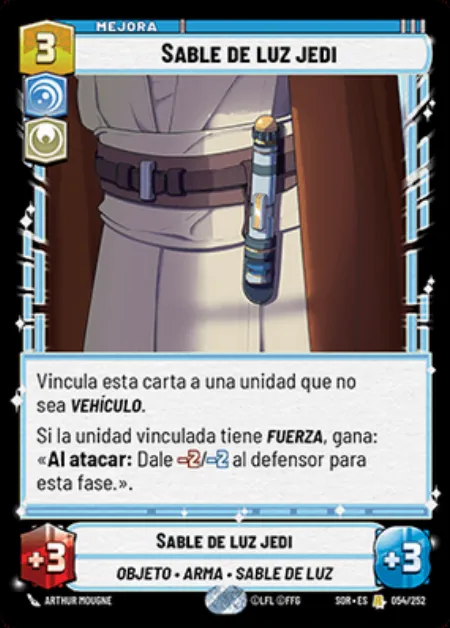 MEJORA
3
SABLE DE LUZ JEDI
Vincula esta carta a una unidad que no
sea VEHÍCULO.
Si la unidad vinculada tiene FUERZA, gana:
«Al atacar: Dale -2/-2 al defensor para
esta fase.».
+3
SABLE DE LUZ JEDI
+3
OBJETO • ARMA • SABLE DE LUZ
ARTHUR MOUGNE
©LFL ©FFG
SOR • ES
054/252